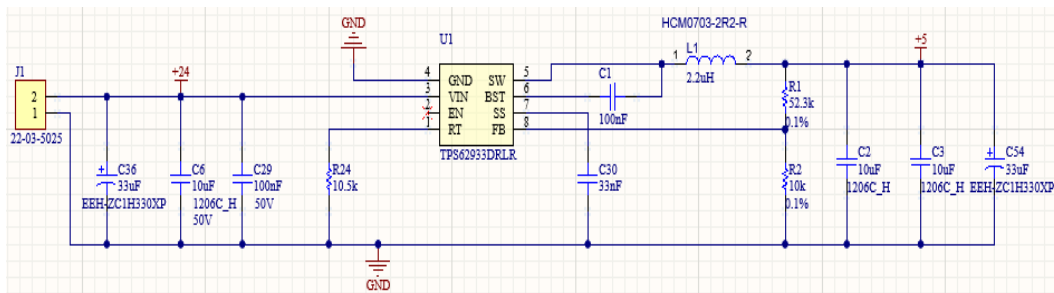 HCM0703-2R2-R
GND
U1
+5
J1
+24
L1
1
2
2.2uH
2
1
22-03-5025
4
3
2
1
GND
VIN
EN
RT
SW
BST
SS
FB
5
6
7
8
TPS62933DRLR
C1
100nF
R1
52.3k
0.1%
C36
33uF
EEH-ZC1H330XP
C6
10uF
1206C_H
50V
C29
100nF
50V
R24
10.5k
C30
33nF
R2
10k
0.1%
C2
10uF
1206C_H
C3
10uF
1206C_H
C54
33uF
EEH-ZC1H330XP
GND